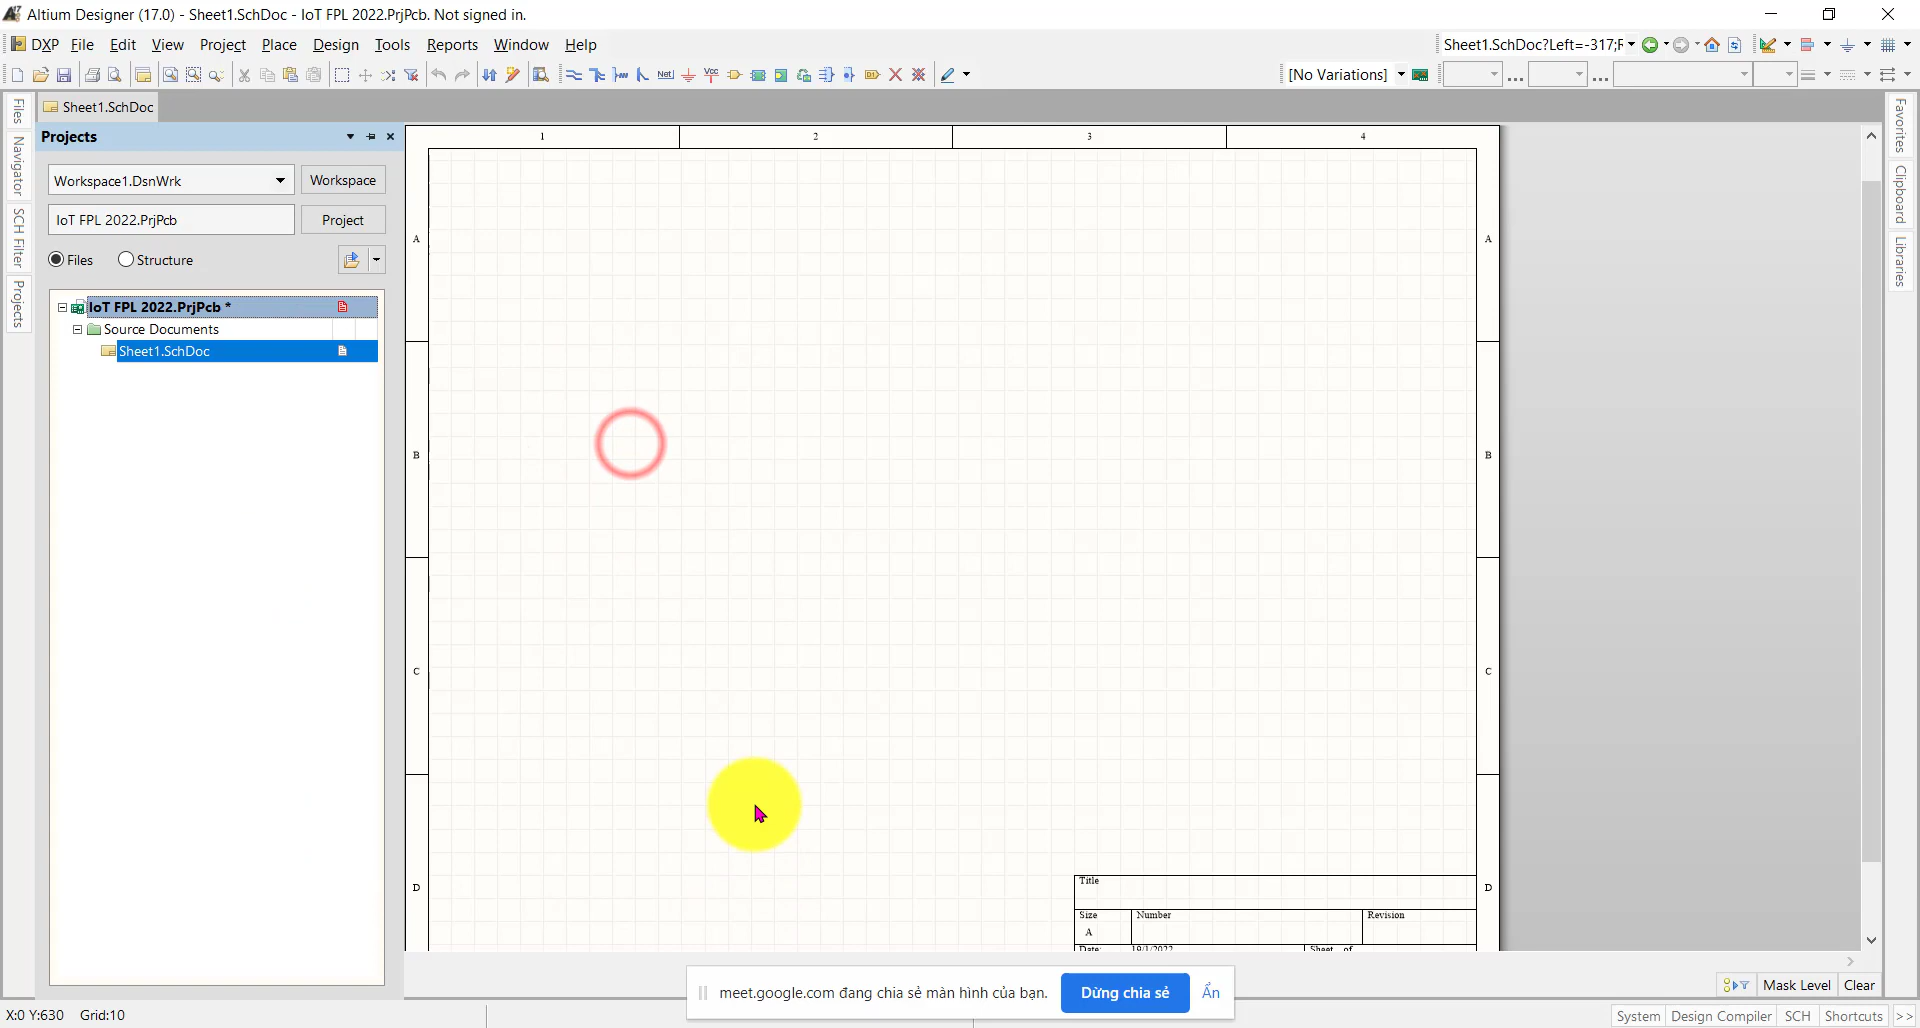 Altium Designer (17.0) - Sheet1.SchDoc - IoT FPL 2022.PrjPcb. Not signed in.
DXP File Edit View Project Place Design Tools Reports Window Help
Sheet1.SchDoc?Left=-317;F
Net Vcc [No Variations] ... ...
Sheet1.SchDoc
Projects
Files
Navigator
SCH Filter
Projects
Workspace1.DsnWrk Workspace
IoT FPL 2022.PrjPcb Project
Files Structure
IoT FPL 2022.PrjPcb *
Source Documents
Sheet1.SchDoc
1 2 3 4
A A
B B
C C
D D
Title
Size Number Revision
A
Date: 19/1/2022 Sheet of
Favorites
Clipboard
Libraries
meet.google.com đang chia sẻ màn hình của bạn. Dừng chia sẻ Ẩn
Mask Level Clear
X:0 Y:630 Grid:10
System Design Compiler SCH Shortcuts >>